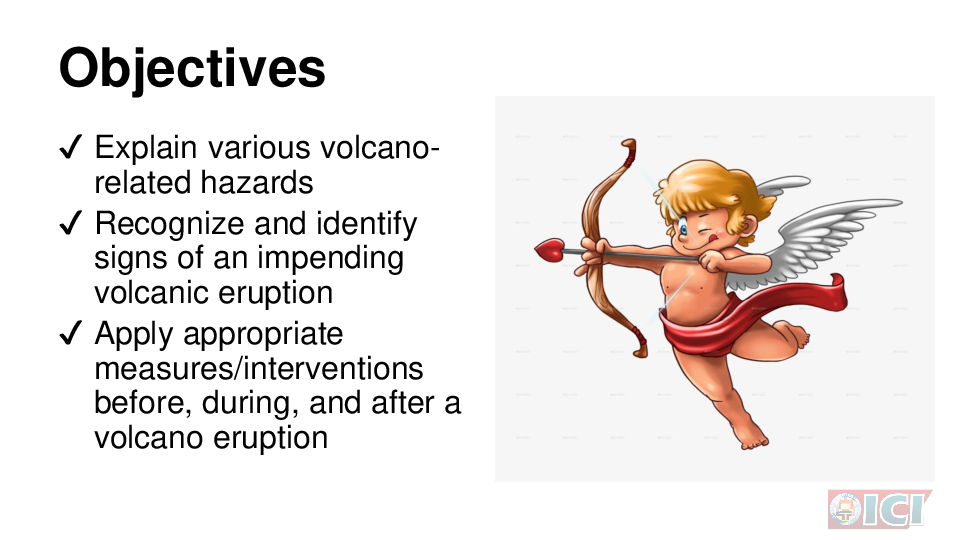 Objectives
✓ Explain various volcano-
related hazards
✓ Recognize and identify
signs of an impending
volcanic eruption
✓ Apply appropriate
measures/interventions
before, during, and after a
volcano eruption
ICI